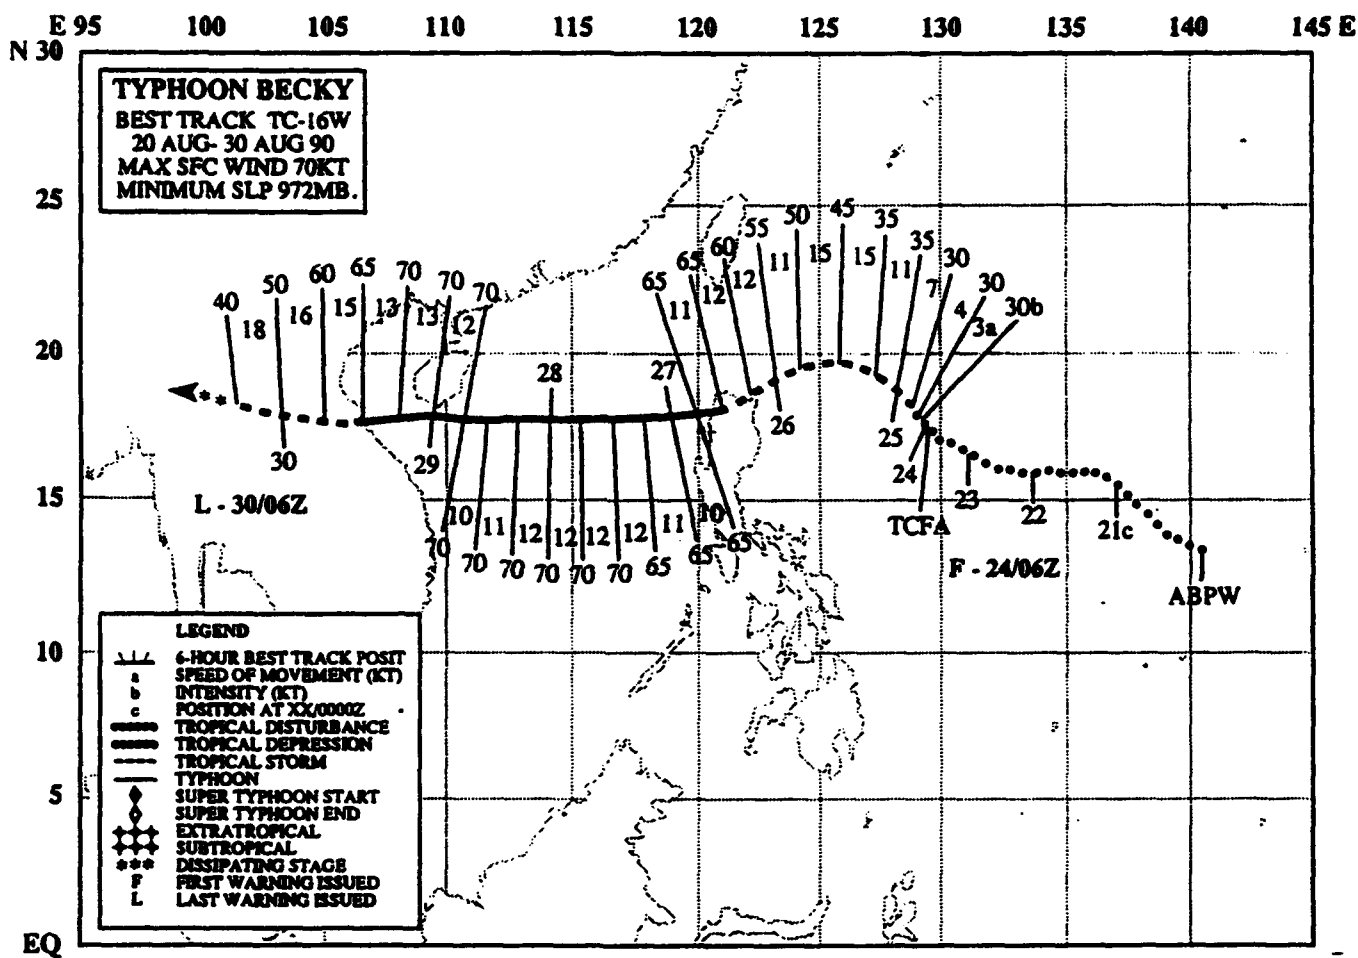 E 95 100 105 110 115 120 125 130 135 140 145 E
N 30
TYPHOON BECKY
BEST TRACK TC-16W
20 AUG- 30 AUG 90
MAX SFC WIND 70KT
MINIMUM SLP 972MB.
25
20
15
10
5
EQ
40 50 60 65 70 70 70
18 16 15 13 13 12
65 65 60 55 50 45 35 35 30 30 30b
11 12 12 11 15 15 11 7 4 3a
28 27
30 29 26 25 24 23 22 21c
L - 30/06Z
TCFA
F - 24/06Z
ABPW
10 11 12 12 12 12 11 10
70 70 70 70 70 70 65 65 65
LEGEND
6-HOUR BEST TRACK POSIT
a SPEED OF MOVEMENT (KT)
b INTENSITY (KT)
c POSITION AT XX/0000Z
TROPICAL DISTURBANCE
TROPICAL DEPRESSION
TROPICAL STORM
TYPHOON
SUPER TYPHOON START
SUPER TYPHOON END
EXTRATROPICAL
SUBTROPICAL
*** DISSIPATING STAGE
F FIRST WARNING ISSUED
L LAST WARNING ISSUED